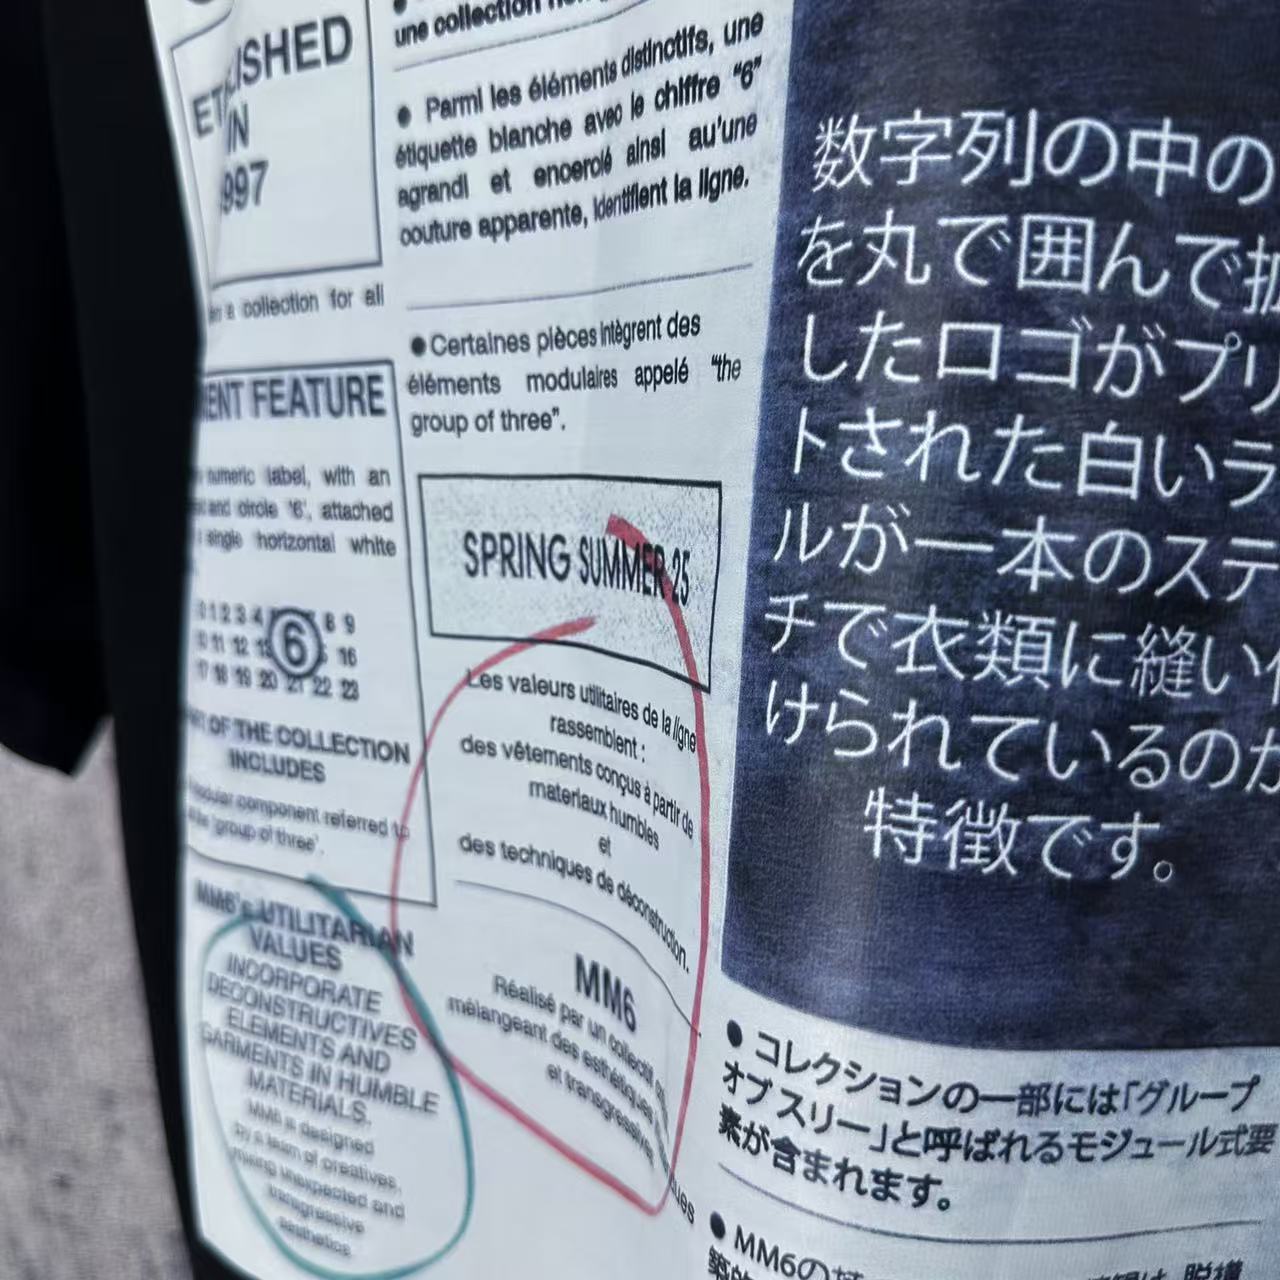 ISHED
IN
997
a collection for all
ENT FEATURE
numeric label, with an
and circle '6', attached
single horizontal white
0 1 2 3 4 6 8 9
10 11 12 13 16
17 18 19 20 21 22 23
OF THE COLLECTION
INCLUDES
component referred to
'group of three'.
MM6's UTILITARIAN
VALUES
INCORPORATE
DECONSTRUCTIVES
ELEMENTS AND
GARMENTS IN HUMBLE
MATERIALS.
MM6 is designed
by a team of creatives,
mixing unexpected and
transgressive
aesthetics
une collection
● Parmi les éléments distinctifs, une
étiquette blanche avec le chiffre “6”
agrandi et encerclé ainsi au'une
couture apparente, identifient la ligne.
● Certaines pièces intègrent des
éléments modulaires appelé “the
group of three”.
SPRING SUMMER 25
Les valeurs utilitaires de la ligne
rassemblent :
des vêtements conçus à partir de
materiaux humbles
et
des techniques de déconstruction.
MM6
Réalisé par un collectif
mélangeant des esthétiques
et transgressive
数字列の中の
を丸で囲んで拡
したロゴがプリ
トされた白いラ
ルが一本のステ
チで衣類に縫い付
けられているのが
特徴です。
● コレクションの一部には「グループ
オブスリー」と呼ばれるモジュール式要
素が含まれます。
● MM6の